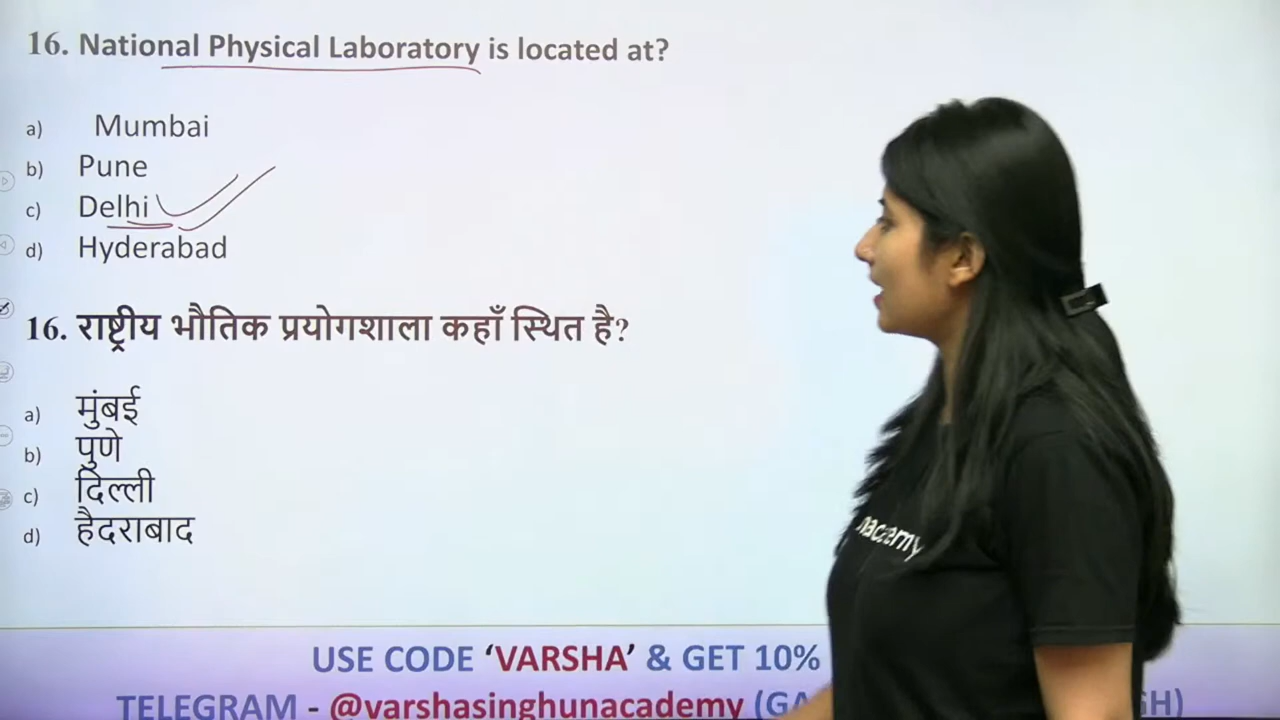 16. National Physical Laboratory is located at?
a) Mumbai
b) Pune
c) Delhi
d) Hyderabad
16. राष्ट्रीय भौतिक प्रयोगशाला कहाँ स्थित है?
a) मुंबई
b) पुणे
c) दिल्ली
d) हैदराबाद
nacademy
USE CODE ‘VARSHA’ & GET 10%
TELEGRAM - @varshasinghunacademy